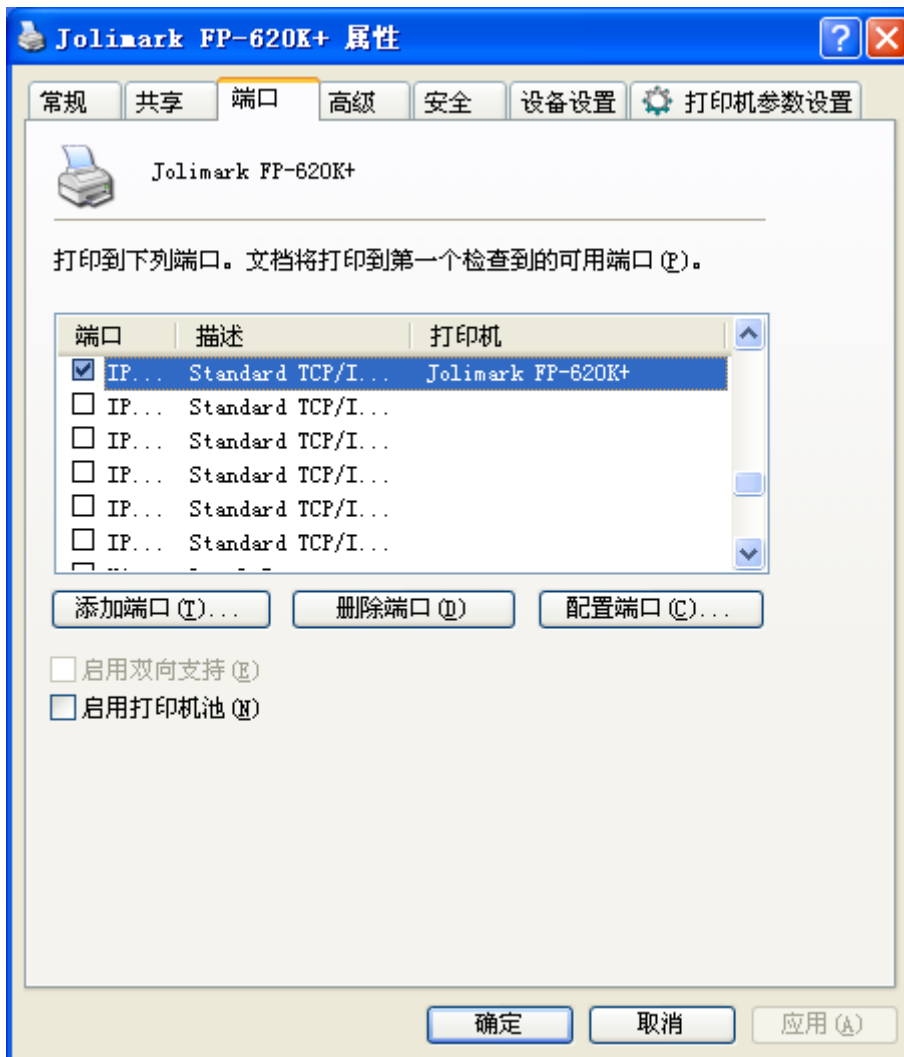 Jolimark FP-620K+ 属性
常规 共享 端口 高级 安全 设备设置 打印机参数设置
Jolimark FP-620K+
打印到下列端口。文档将打印到第一个检查到的可用端口(P)。
端口 描述 打印机
IP... Standard TCP/I... Jolimark FP-620K+
IP... Standard TCP/I...
IP... Standard TCP/I...
IP... Standard TCP/I...
IP... Standard TCP/I...
IP... Standard TCP/I...
添加端口(T)... 删除端口(D) 配置端口(C)...
启用双向支持(E)
启用打印机池(N)
确定 取消 应用(A)